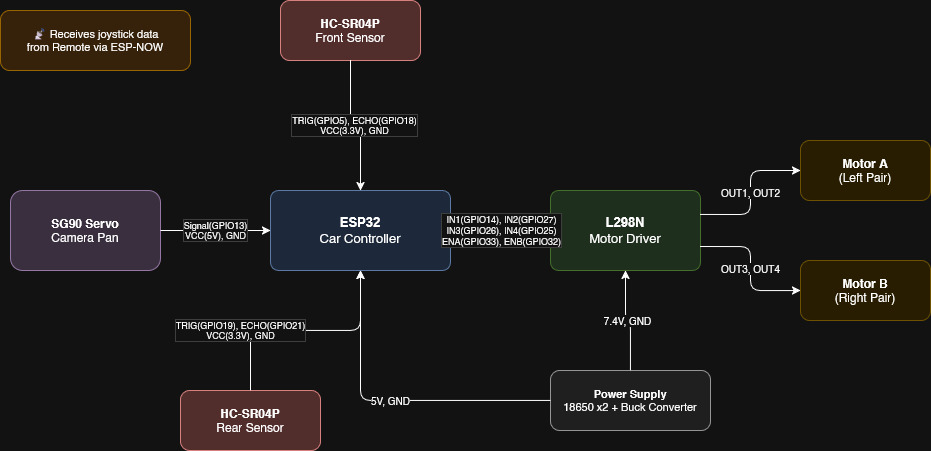 📡 Receives joystick data
from Remote via ESP-NOW
HC-SR04P
Front Sensor
TRIG(GPIO5), ECHO(GPIO18)
VCC(3.3V), GND
SG90 Servo
Camera Pan
Signal(GPIO13)
VCC(5V), GND
ESP32
Car Controller
IN1(GPIO14), IN2(GPIO27)
IN3(GPIO26), IN4(GPIO25)
ENA(GPIO33), ENB(GPIO32)
L298N
Motor Driver
OUT1, OUT2
Motor A
(Left Pair)
OUT3, OUT4
Motor B
(Right Pair)
TRIG(GPIO19), ECHO(GPIO21)
VCC(3.3V), GND
7.4V, GND
HC-SR04P
Rear Sensor
5V, GND
Power Supply
18650 x2 + Buck Converter